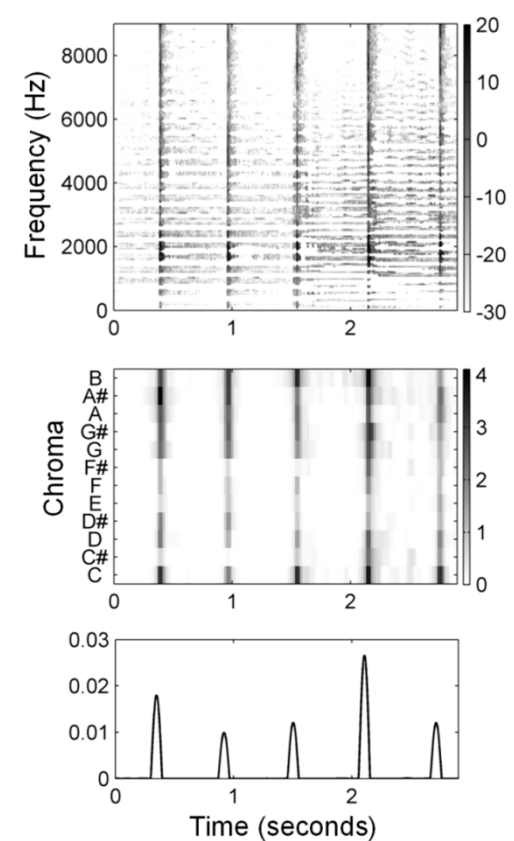 Frequency (Hz)
8000
6000
4000
2000
0
0 1 2
20
10
0
-10
-20
-30
Chroma
B
A#
A
G#
G
F#
F
E
D#
D
C#
C
0 1 2
4
3
2
1
0
0.03
0.02
0.01
0
0 1 2
Time (seconds)